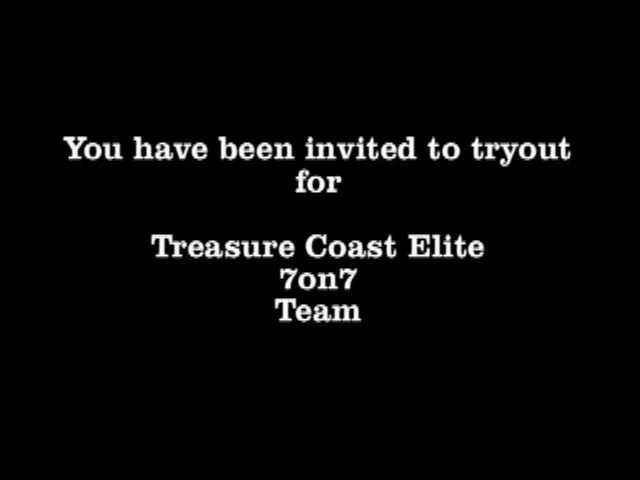 You have been invited to tryout
for
Treasure Coast Elite
7on7
Team